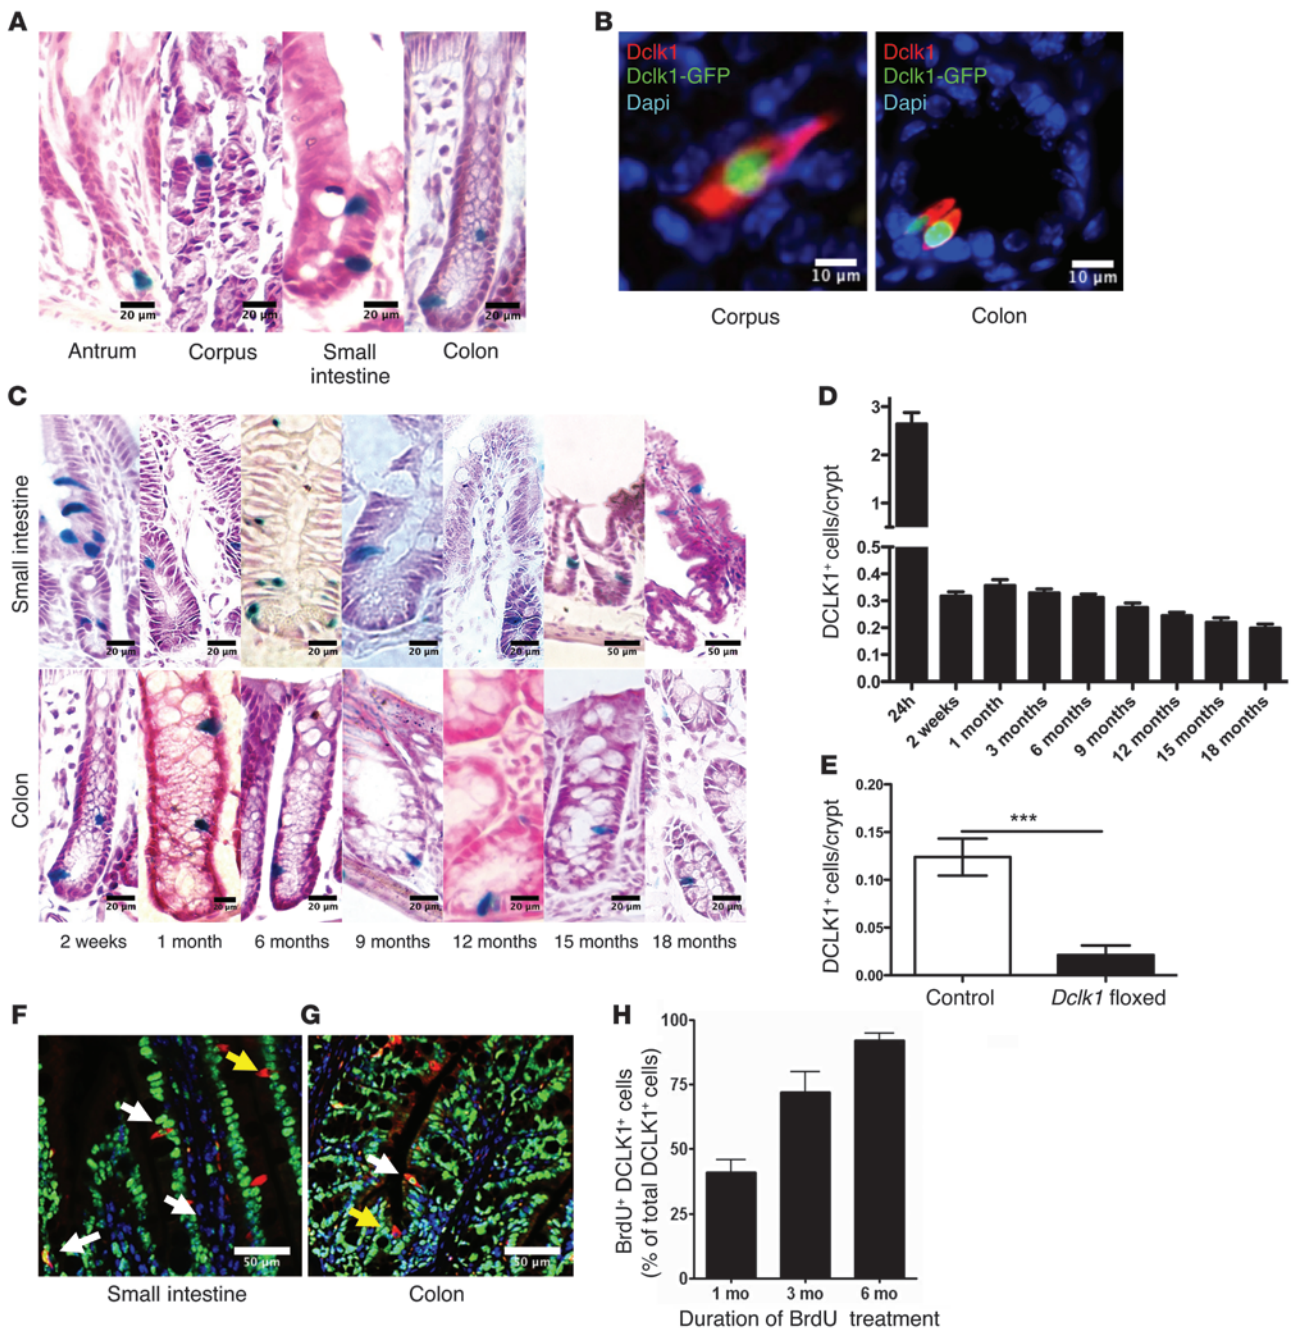 A
20 µm
20 µm
20 µm
20 µm
Antrum
Corpus
Small
intestine
Colon
B
Dclk1
Dclk1-GFP
Dapi
10 µm
Dclk1
Dclk1-GFP
Dapi
10 µm
Corpus
Colon
C
Small intestine
20 µm
20 µm
20 µm
20 µm
20 µm
50 µm
50 µm
Colon
20 µm
20 µm
20 µm
20 µm
20 µm
20 µm
20 µm
2 weeks
1 month
6 months
9 months
12 months
15 months
18 months
D
DCLK1⁺ cells/crypt
3
2
1
0.5
0.4
0.3
0.2
0.1
0.0
24h
2 weeks
1 month
3 months
6 months
9 months
12 months
15 months
18 months
E
DCLK1⁺ cells/crypt
0.20
0.15
0.10
0.05
0.00
***
Control
Dclk1 floxed
F
50 µm
Small intestine
G
50 µm
Colon
H
BrdU⁺ DCLK1⁺ cells
(% of total DCLK1⁺ cells)
100
75
50
25
0
1 mo
3 mo
6 mo
Duration of BrdU treatment